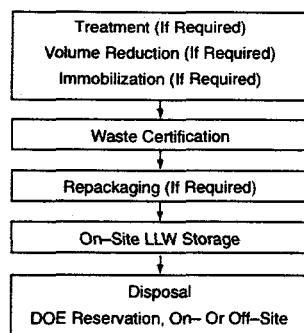 Treatment (If Required)
Volume Reduction (If Required)
Immobilization (If Required)
Waste Certification
Repackaging (If Required)
On–Site LLW Storage
Disposal
DOE Reservation, On– Or Off–Site